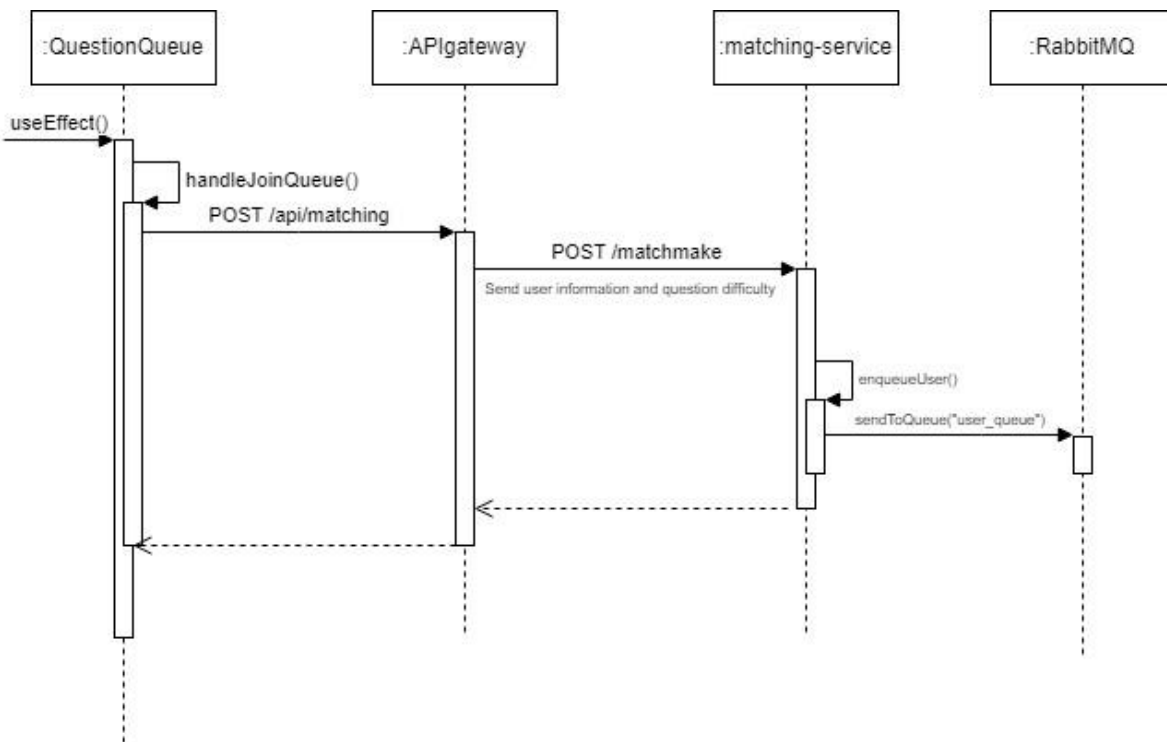 :QuestionQueue
:APIgateway
:matching-service
:RabbitMQ
useEffect()
handleJoinQueue()
POST /api/matching
POST /matchmake
Send user information and question difficulty
enqueueUser()
sendToQueue("user_queue")